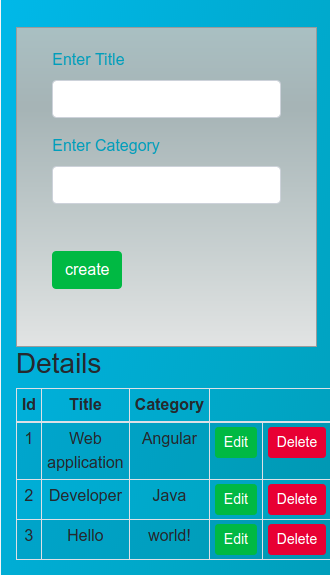 Enter Title
Enter Category
create
Details
Id Title Category
1 Web application Angular Edit Delete
2 Developer Java Edit Delete
3 Hello world! Edit Delete